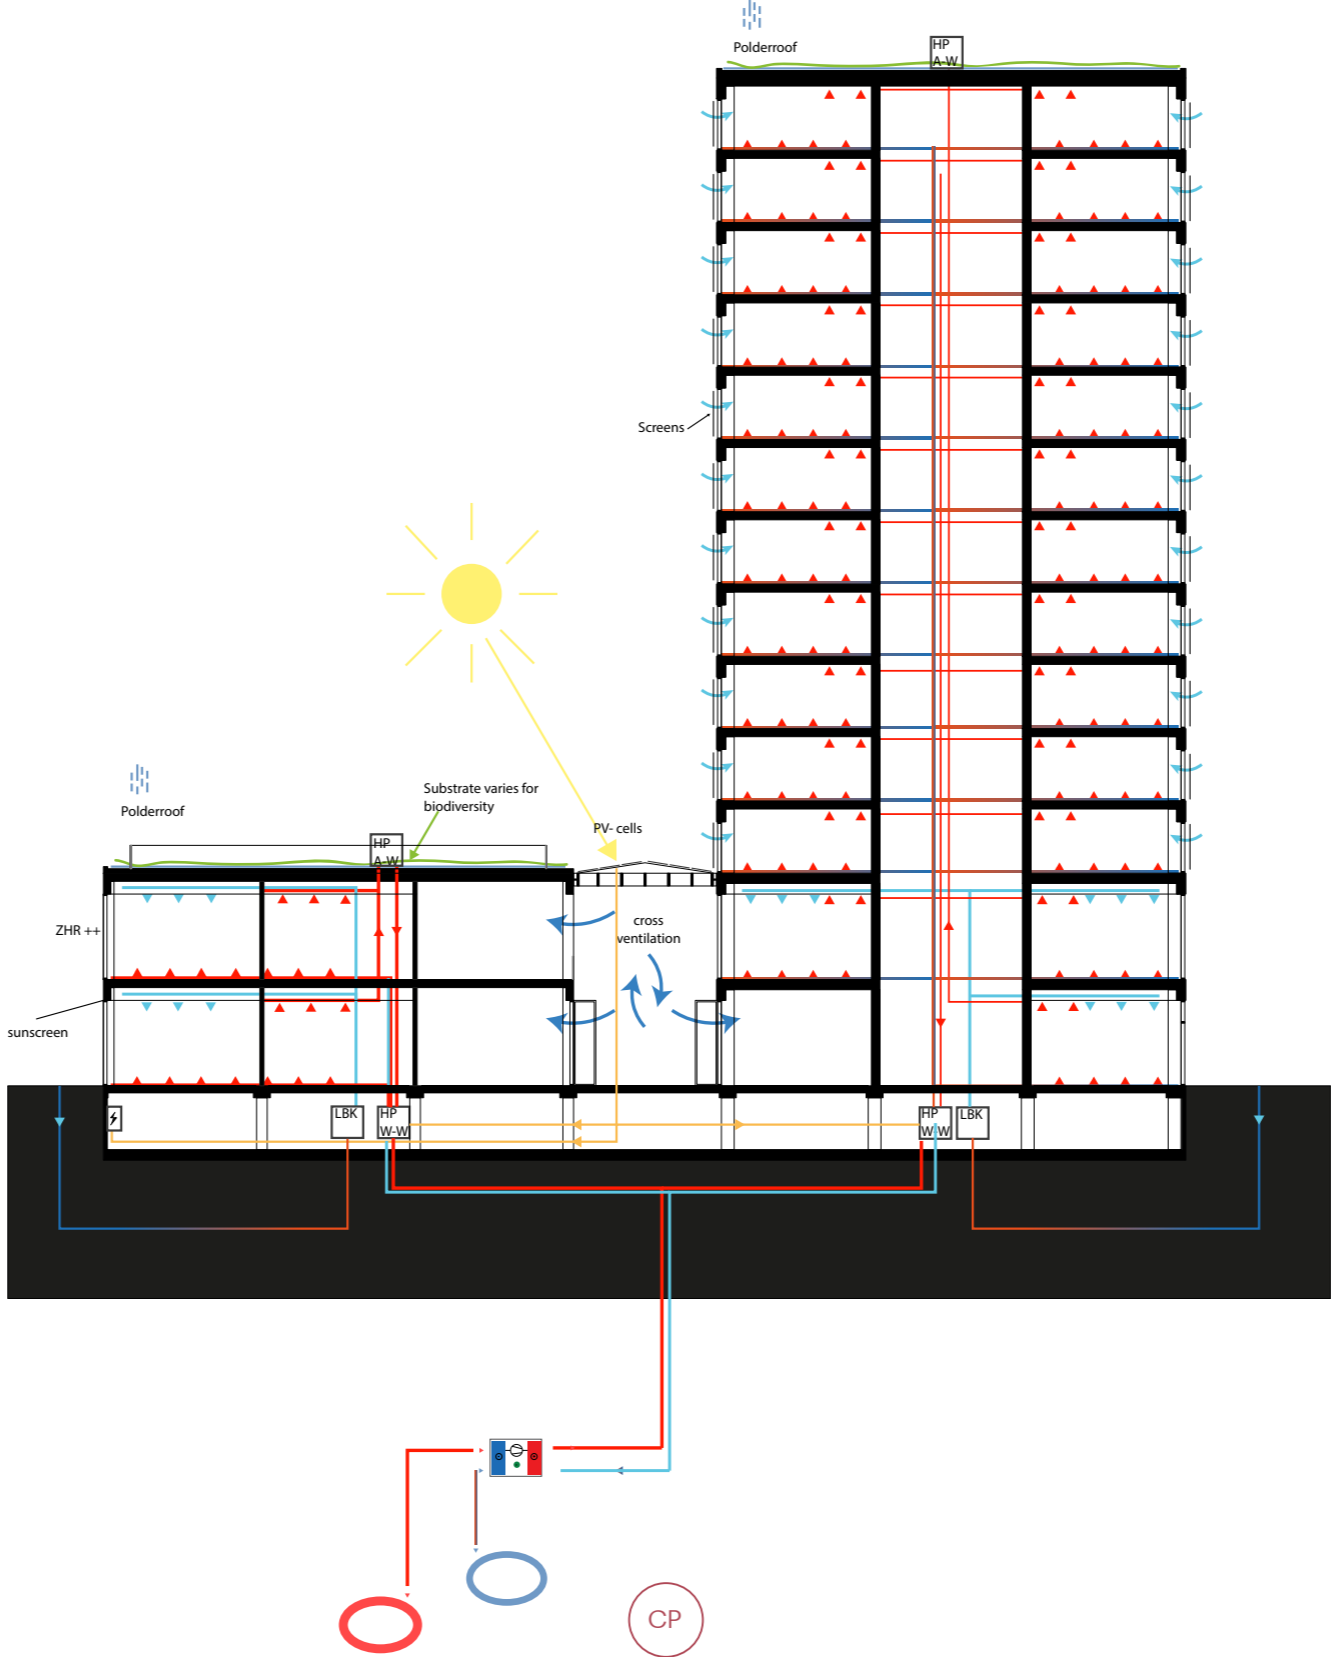 Polderroof
HP
A-W
Screens
Substrate varies for
biodiversity
Polderroof
PV- cells
HP
A-W
cross
ventilation
ZHR ++
sunscreen
LBK
HP
W-W
HP
W-W
LBK
CP